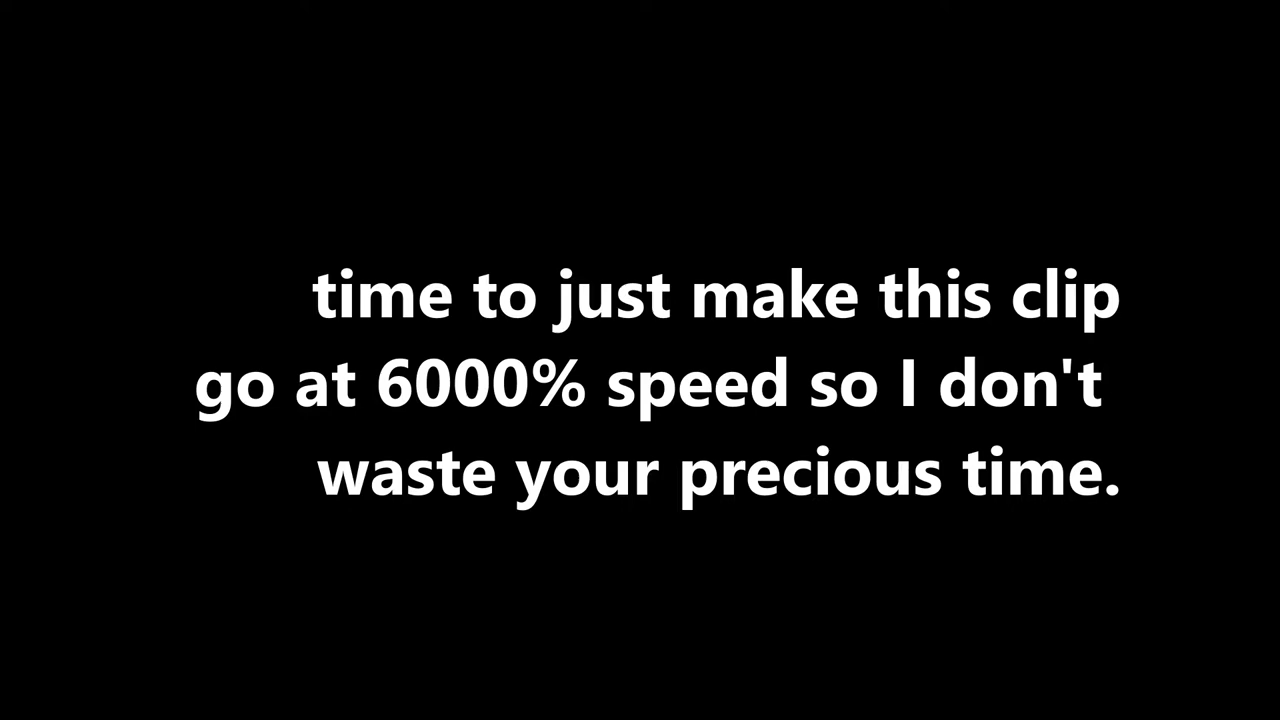 time to just make this clip
go at 6000% speed so I don't
waste your precious time.